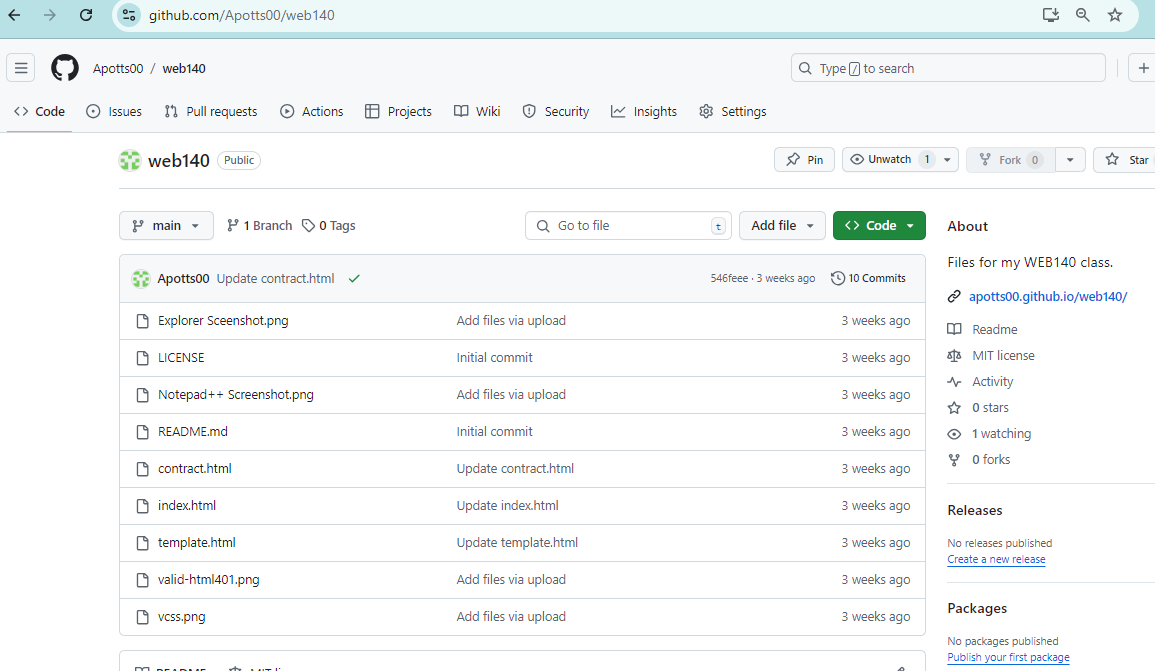 github.com/Apotts00/web140
Apotts00 / web140
Type / to search
Code Issues Pull requests Actions Projects Wiki Security Insights Settings
web140 Public
Pin Unwatch 1 Fork 0 Star
main 1 Branch 0 Tags Go to file t Add file Code
Apotts00 Update contract.html 546feee · 3 weeks ago 10 Commits
Explorer Sceenshot.png Add files via upload 3 weeks ago
LICENSE Initial commit 3 weeks ago
Notepad++ Screenshot.png Add files via upload 3 weeks ago
README.md Initial commit 3 weeks ago
contract.html Update contract.html 3 weeks ago
index.html Update index.html 3 weeks ago
template.html Update template.html 3 weeks ago
valid-html401.png Add files via upload 3 weeks ago
vcss.png Add files via upload 3 weeks ago
About
Files for my WEB140 class.
apotts00.github.io/web140/
Readme
MIT license
Activity
0 stars
1 watching
0 forks
Releases
No releases published
Create a new release
Packages
No packages published
Publish your first package
README